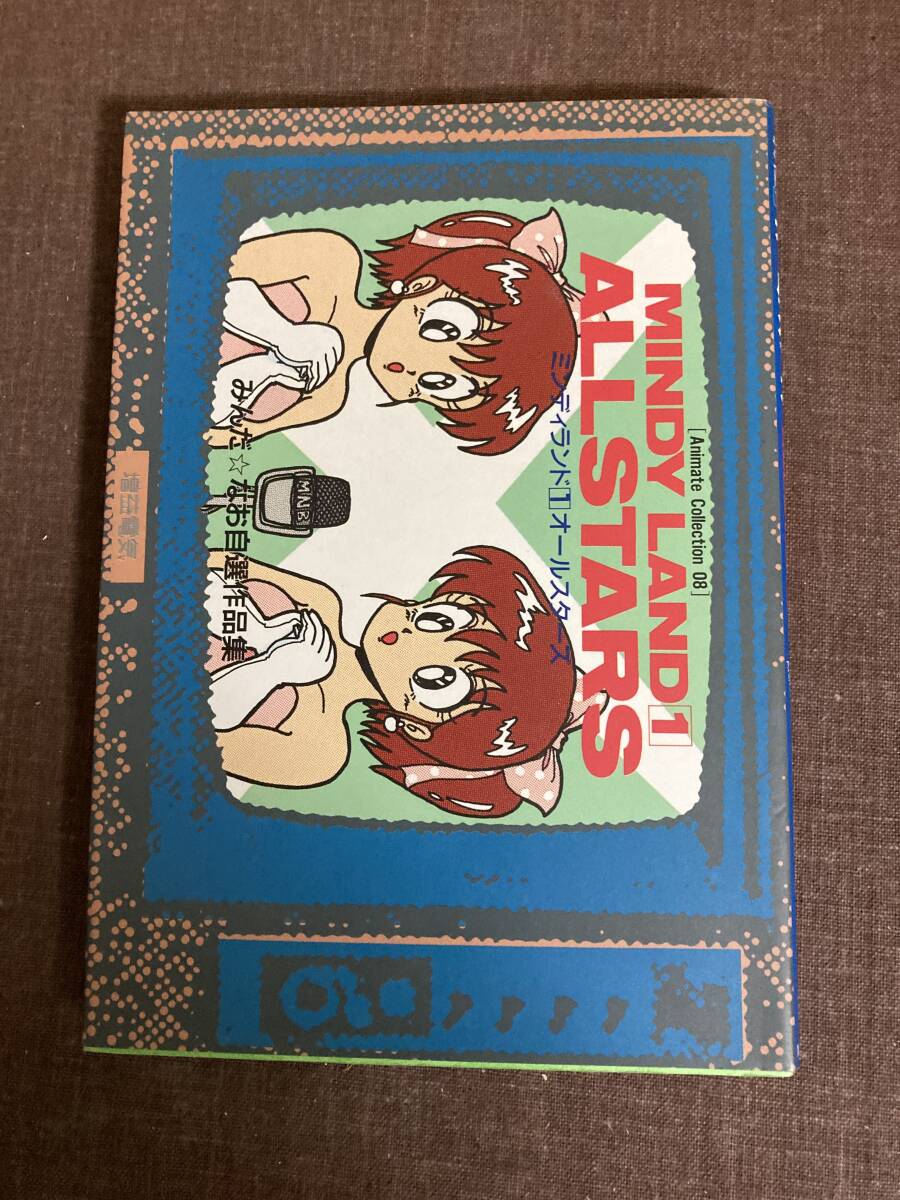 [Animate Collection 08]
MINDY LAND 1
ALLSTARS
ミンディランド[1]オールスターズ
MNB
みんだ☆なお自選作品集